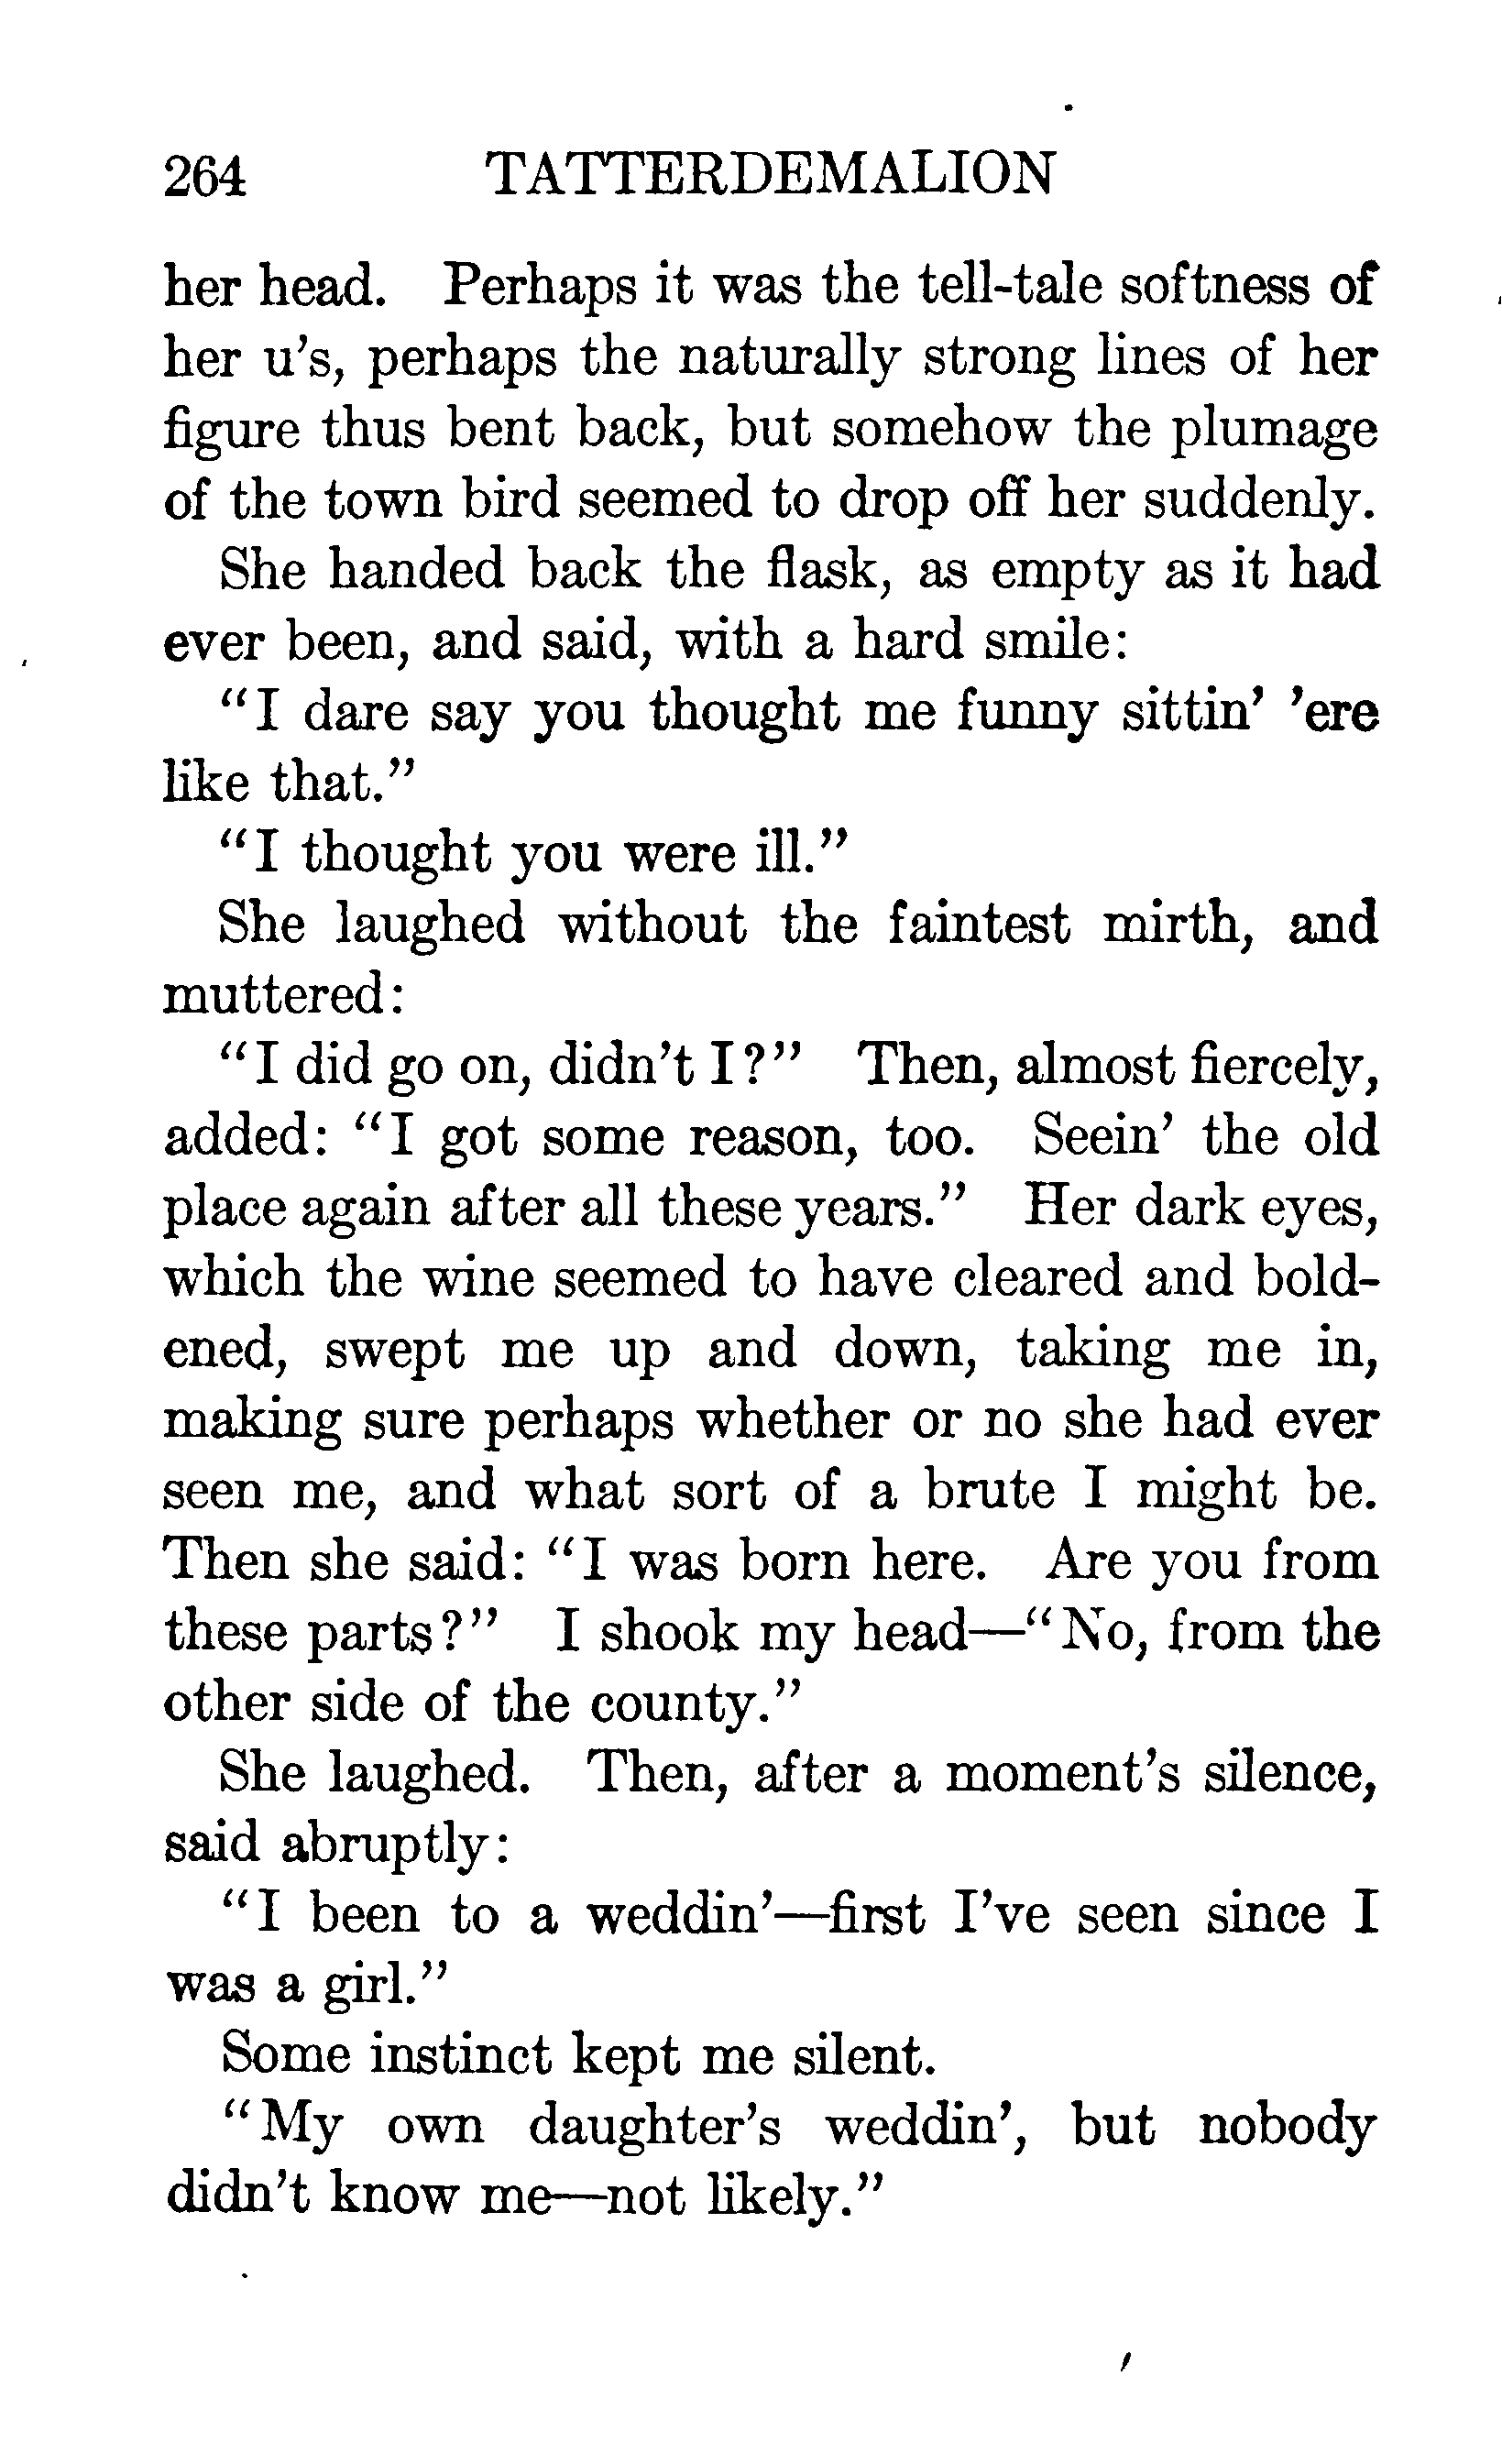 264 TATTERDEMALION
her head. Perhaps it was the tell-tale softness of
her u's, perhaps the naturally strong lines of her
figure thus bent back, but somehow the plumage
of the town bird seemed to drop off her suddenly.
She handed back the flask, as empty as it had
ever been, and said, with a hard smile:
"I dare say you thought me funny sittin' 'ere
like that."
"I thought you were ill."
She laughed without the faintest mirth, and
muttered:
"I did go on, didn't I?" Then, almost fiercely,
added: "I got some reason, too. Seein' the old
place again after all these years." Her dark eyes,
which the wine seemed to have cleared and bold-
ened, swept me up and down, taking me in,
making sure perhaps whether or no she had ever
seen me, and what sort of a brute I might be.
Then she said: "I was born here. Are you from
these parts?" I shook my head—"No, from the
other side of the county."
She laughed. Then, after a moment's silence,
said abruptly:
"I been to a weddin'—first I've seen since I
was a girl."
Some instinct kept me silent.
"My own daughter's weddin', but nobody
didn't know me—not likely."